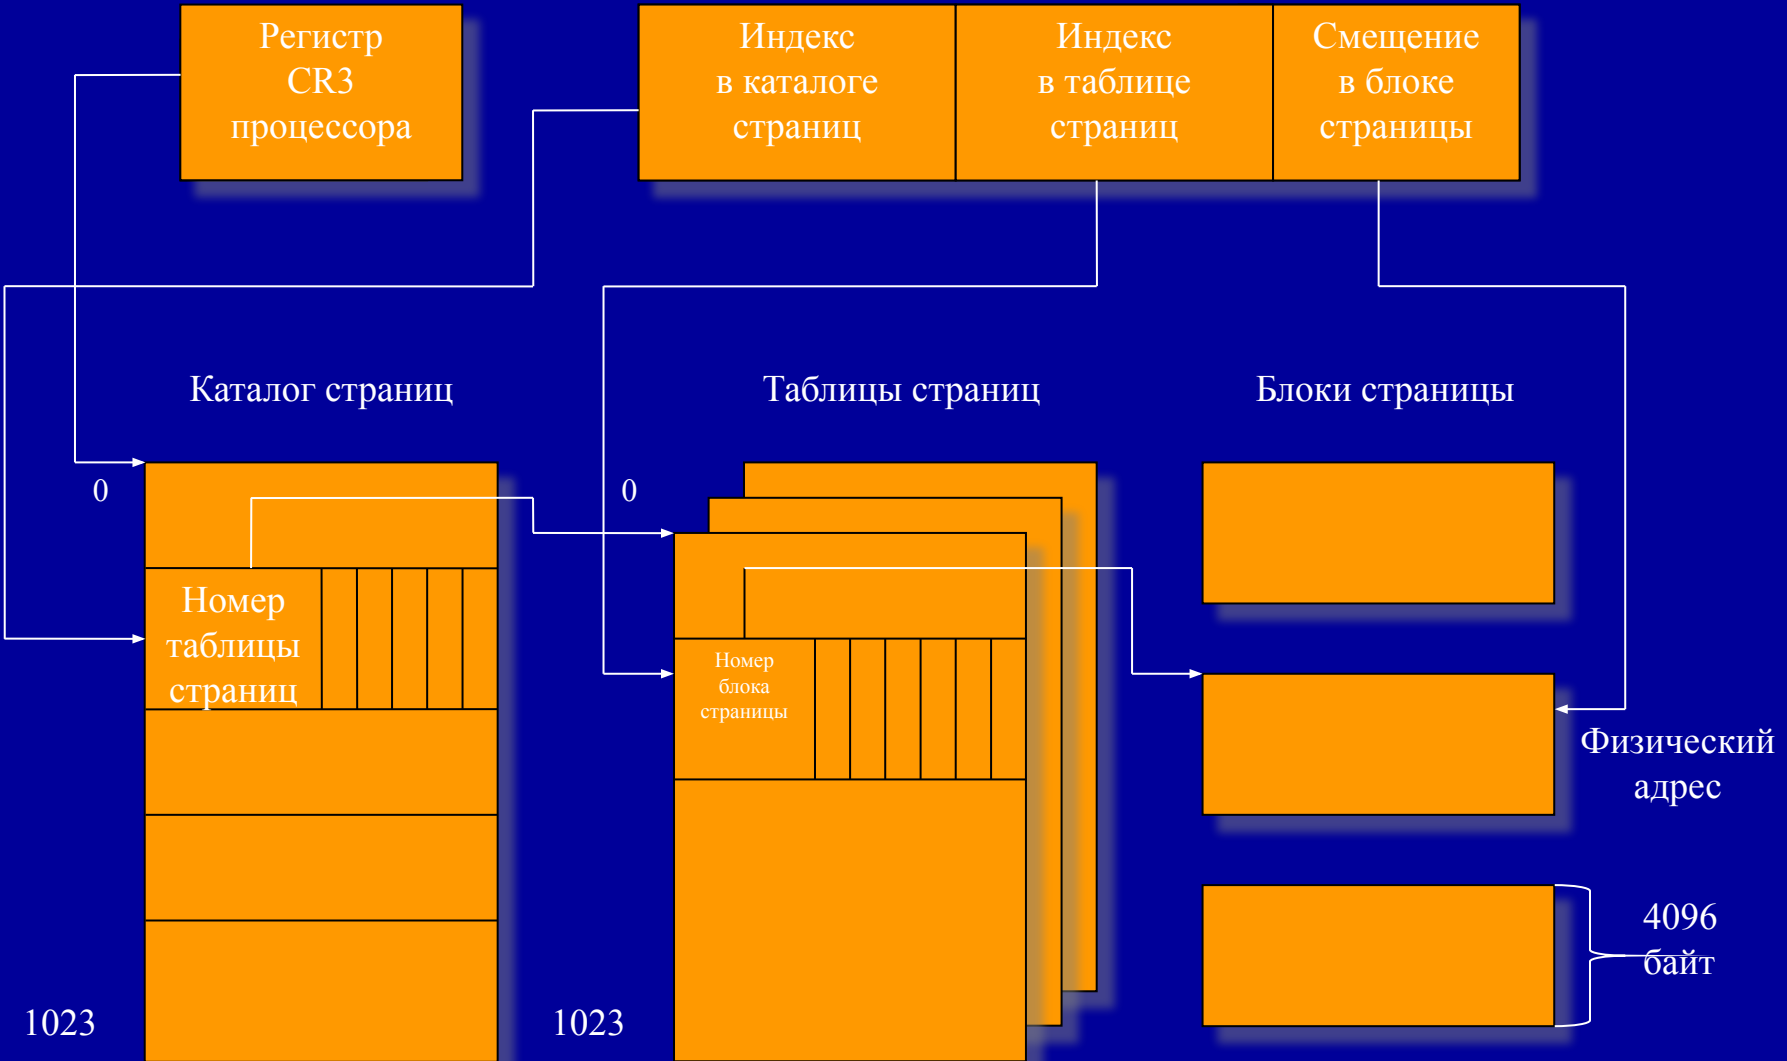 Регистр
CR3
процессора
Индекс
в каталоге
страниц
Индекс
в таблице
страниц
Смещение
в блоке
страницы
Каталог страниц
Таблицы страниц
Блоки страницы
0
0
Номер
таблицы
страниц
Номер
блока
страницы
Физический
адрес
4096
байт
1023
1023